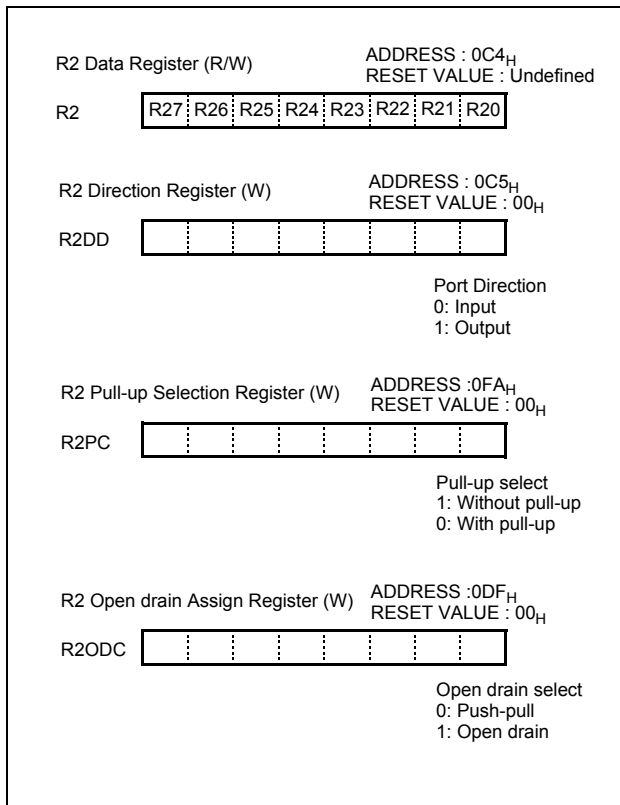 R2 Data Register (R/W)
ADDRESS : 0C4H
RESET VALUE : Undefined
R2
R27 R26 R25 R24 R23 R22 R21 R20
R2 Direction Register (W)
ADDRESS : 0C5H
RESET VALUE : 00H
R2DD
Port Direction
0: Input
1: Output
R2 Pull-up Selection Register (W)
ADDRESS :0FAH
RESET VALUE : 00H
R2PC
Pull-up select
1: Without pull-up
0: With pull-up
R2 Open drain Assign Register (W)
ADDRESS :0DFH
RESET VALUE : 00H
R2ODC
Open drain select
0: Push-pull
1: Open drain